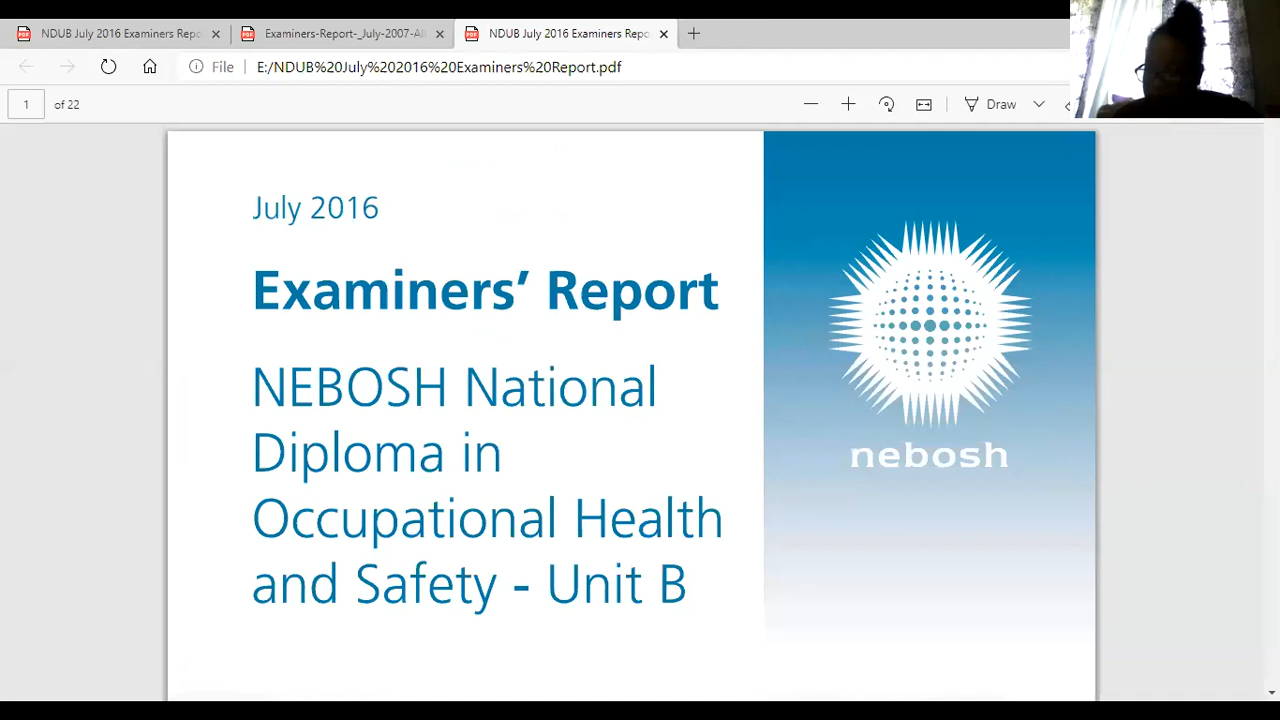 NDUB July 2016 Examiners Repo
Examiners-Report-_July-2007-All
NDUB July 2016 Examiners Repo
File E:/NDUB%20July%202016%20Examiners%20Report.pdf
1 of 22
Draw
July 2016
Examiners’ Report
NEBOSH National
Diploma in
Occupational Health
and Safety - Unit B
nebosh